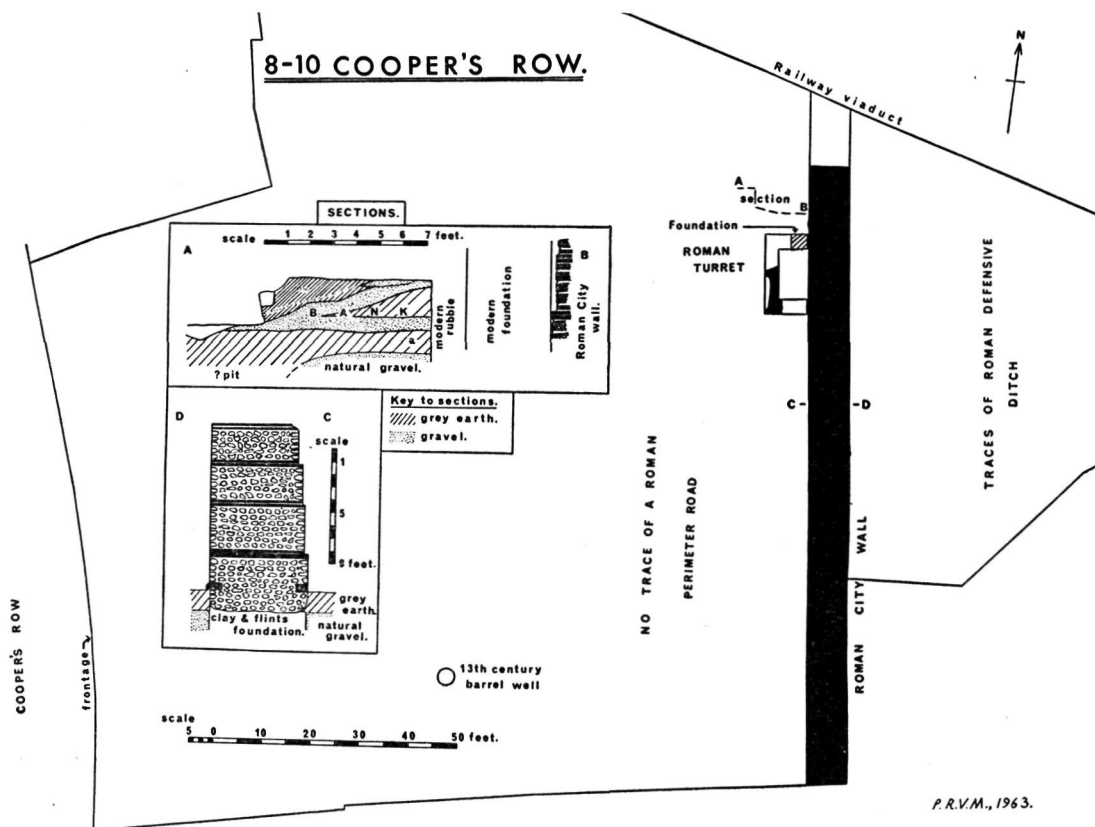 8-10 COOPER'S ROW.
N
Railway viaduct
A
section
B
Foundation
ROMAN
TURRET
SECTIONS.
scale 1 2 3 4 5 6 7 feet.
A
B
B A N K
a
modern
rubble
modern
foundation
Roman City
wall.
? pit
natural gravel.
Key to sections.
grey earth.
gravel.
D
C
scale
1
5
9 feet.
grey
earth.
clay & flints
foundation.
natural
gravel.
C - - D
TRACES OF ROMAN DEFENSIVE
DITCH
NO TRACE OF A ROMAN
PERIMETER ROAD
ROMAN CITY WALL
COOPER'S ROW
frontage
13th century
barrel well
scale
5 0 10 20 30 40 50 feet.
P.R.V.M., 1963.